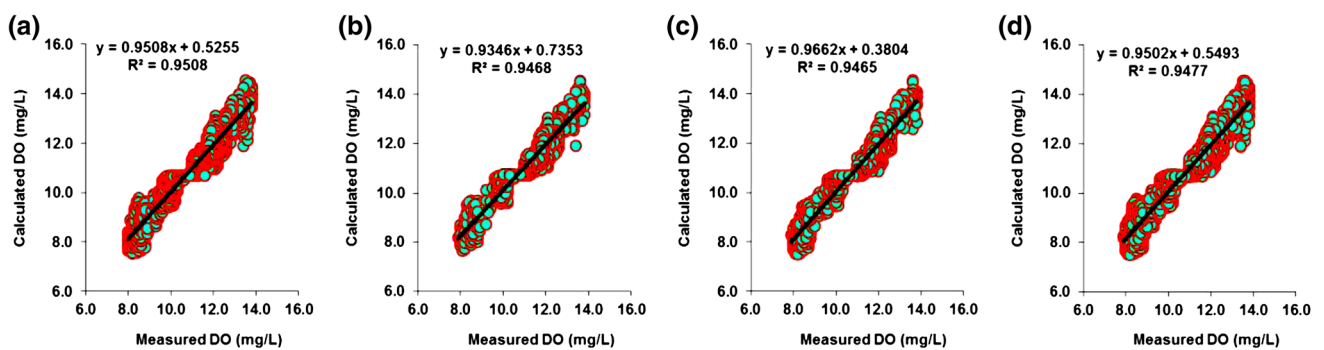 (a)
y = 0.9508x + 0.5255
R² = 0.9508
Calculated DO (mg/L)
16.0
14.0
12.0
10.0
8.0
6.0
6.0 8.0 10.0 12.0 14.0 16.0
Measured DO (mg/L)
(b)
y = 0.9346x + 0.7353
R² = 0.9468
Calculated DO (mg/L)
16.0
14.0
12.0
10.0
8.0
6.0
6.0 8.0 10.0 12.0 14.0 16.0
Measured DO (mg/L)
(c)
y = 0.9662x + 0.3804
R² = 0.9465
Calculated DO (mg/L)
16.0
14.0
12.0
10.0
8.0
6.0
6.0 8.0 10.0 12.0 14.0 16.0
Measured DO (mg/L)
(d)
y = 0.9502x + 0.5493
R² = 0.9477
Calculated DO (mg/L)
16.0
14.0
12.0
10.0
8.0
6.0
6.0 8.0 10.0 12.0 14.0 16.0
Measured DO (mg/L)